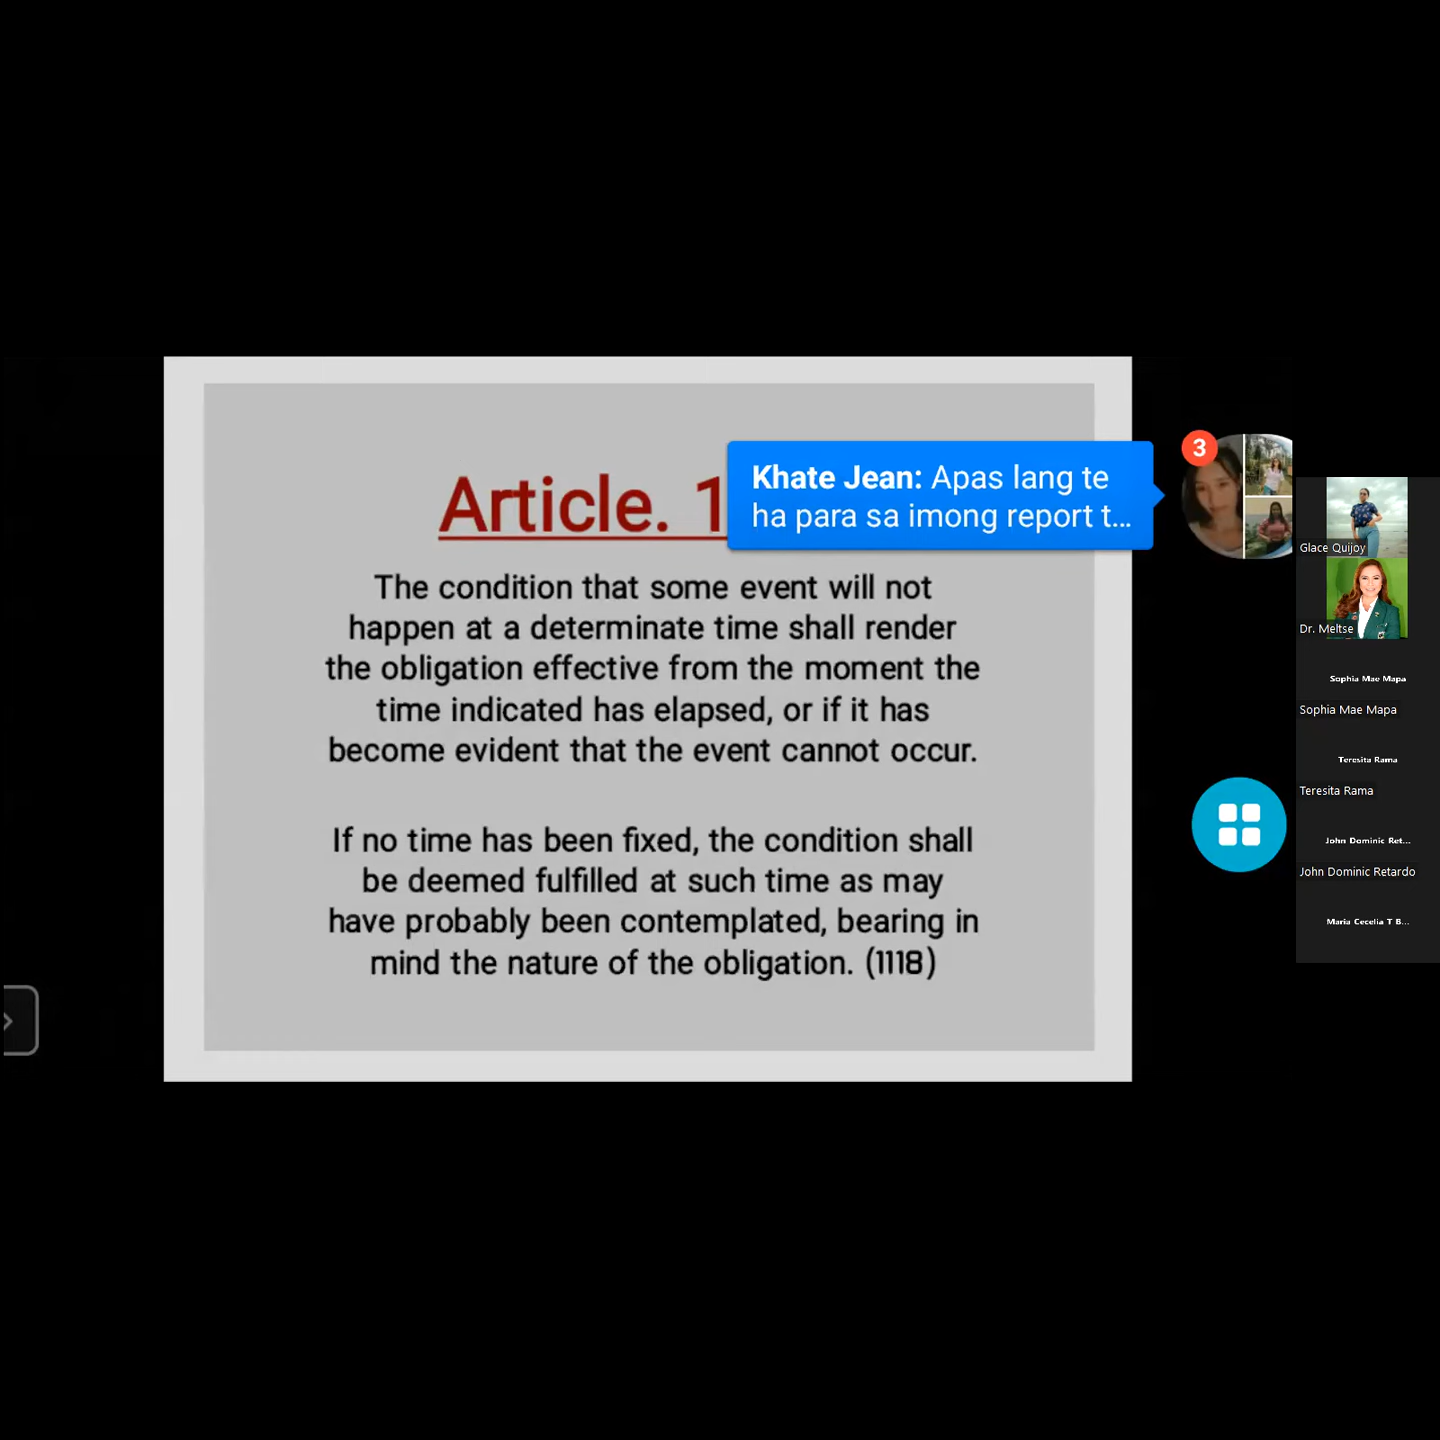 Article. 1
Khate Jean: Apas lang te
ha para sa imong report t...
3
The condition that some event will not
happen at a determinate time shall render
the obligation effective from the moment the
time indicated has elapsed, or if it has
become evident that the event cannot occur.
If no time has been fixed, the condition shall
be deemed fulfilled at such time as may
have probably been contemplated, bearing in
mind the nature of the obligation. (1118)
Glace Quijoy
Dr. Meltse
Sophia Mae Mapa
Sophia Mae Mapa
Teresita Rama
Teresita Rama
John Dominic Ret...
John Dominic Retardo
Maria Cecelia T B...